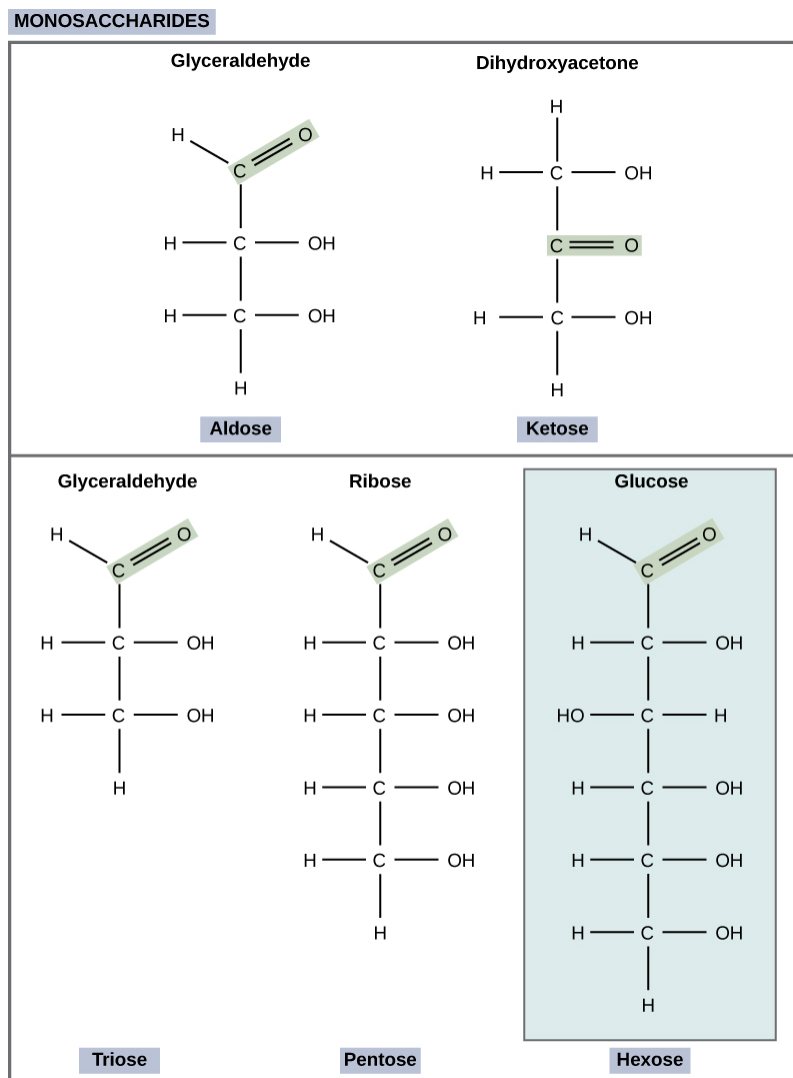 MONOSACCHARIDES
Glyceraldehyde Dihydroxyacetone
H
H O
C H C OH
H C OH C O
H C OH H C OH
H H
Aldose Ketose
Glyceraldehyde Ribose Glucose
H O H O H O
C C C
H C OH H C OH H C OH
H C OH H C OH HO C H
H H C OH H C OH
H C OH H C OH
H H C OH
H
Triose Pentose Hexose